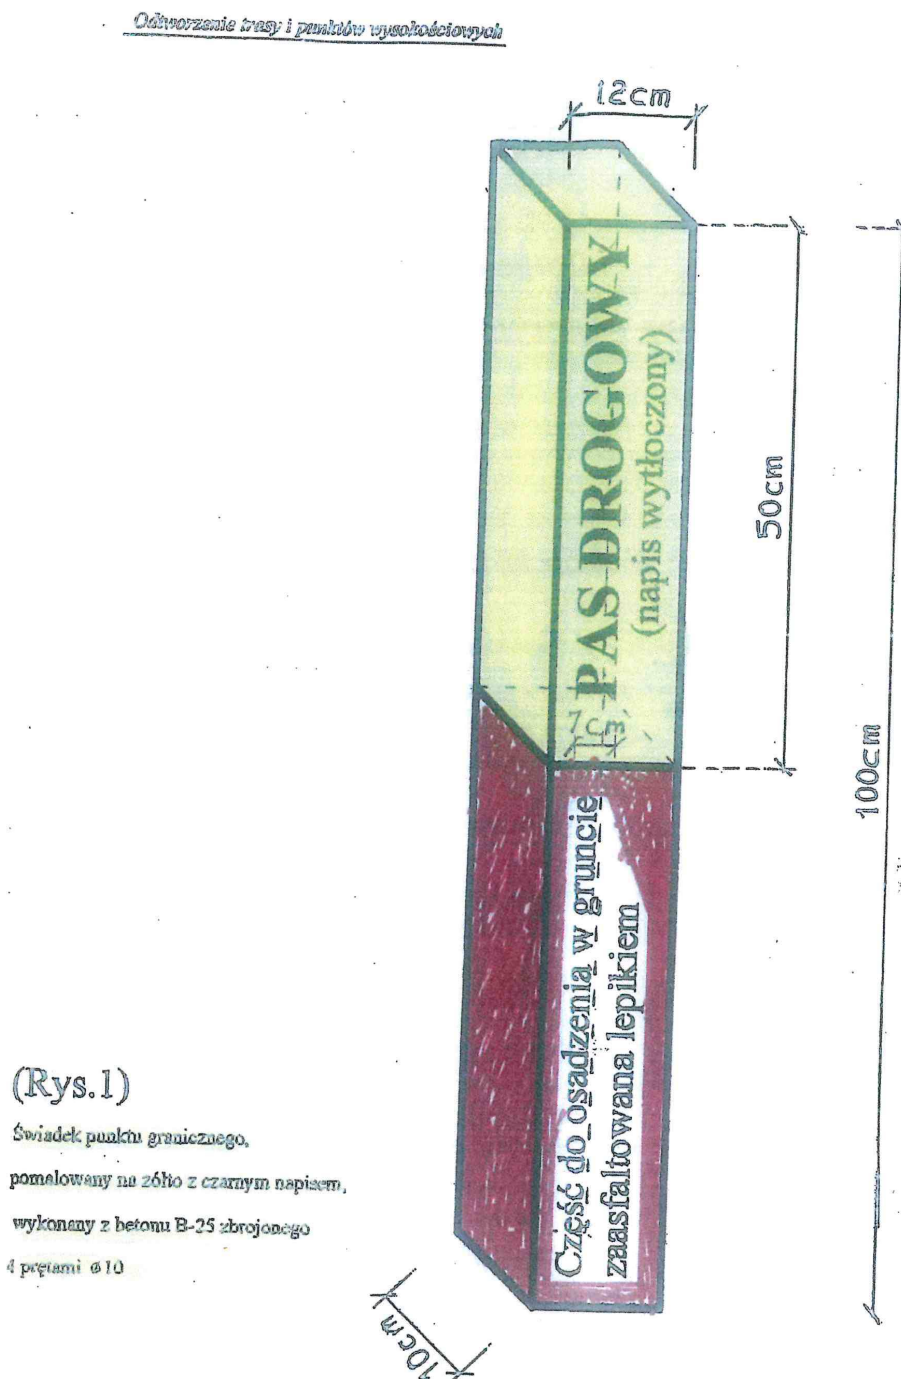 Odtworzenie trasy i punktów wysokościowych
12cm
PAS DROGOWY
(napis wytłoczony)
50cm
100cm
7cm
Część do osadzenia w gruncie
zaasfaltowana lepikiem
(Rys.1)
Świadek punktu granicznego,
pomalowany na żółto z czarnym napisem,
wykonany z betonu B-25 zbrojonego
4 prętami ø10
10cm